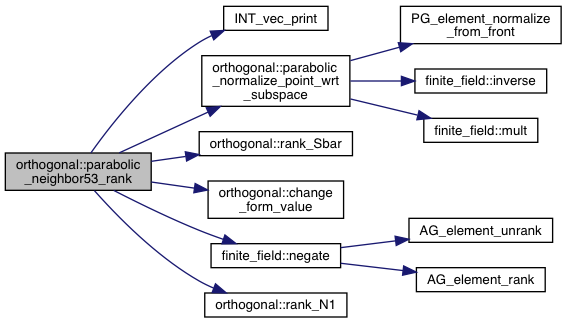 orthogonal::parabolic
_neighbor53_rank
INT_vec_print
orthogonal::parabolic
_normalize_point_wrt
_subspace
PG_element_normalize
_from_front
finite_field::inverse
finite_field::mult
orthogonal::rank_Sbar
orthogonal::change
_form_value
finite_field::negate
AG_element_unrank
AG_element_rank
orthogonal::rank_N1